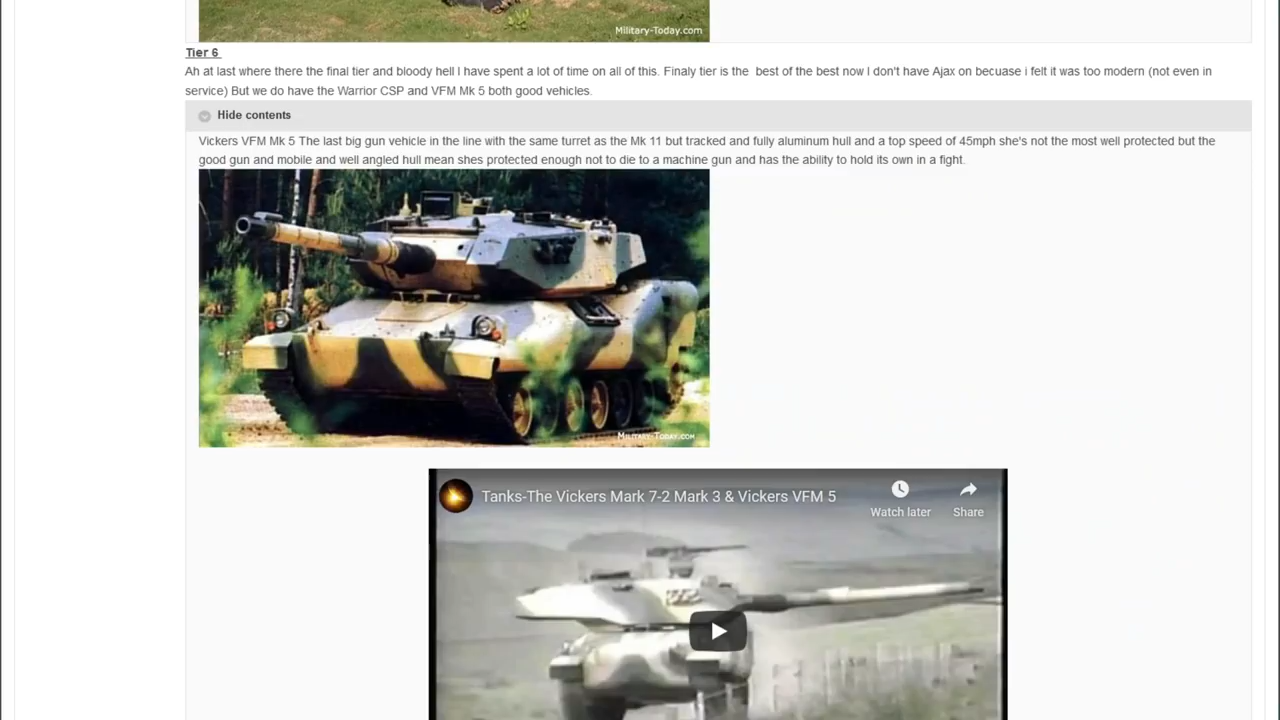 Military-Today.com
Tier 6
Ah at last where there the final tier and bloody hell I have spent a lot of time on all of this. Finaly tier is the  best of the best now I don't have Ajax on becuase i felt it was too modern (not even in
service) But we do have the Warrior CSP and VFM Mk 5 both good vehicles.
Hide contents
Vickers VFM Mk 5 The last big gun vehicle in the line with the same turret as the Mk 11 but tracked and fully aluminum hull and a top speed of 45mph she's not the most well protected but the
good gun and mobile and well angled hull mean shes protected enough not to die to a machine gun and has the ability to hold its own in a fight.
Military-Today.com
Tanks-The Vickers Mark 7-2 Mark 3 & Vickers VFM 5
Watch later
Share